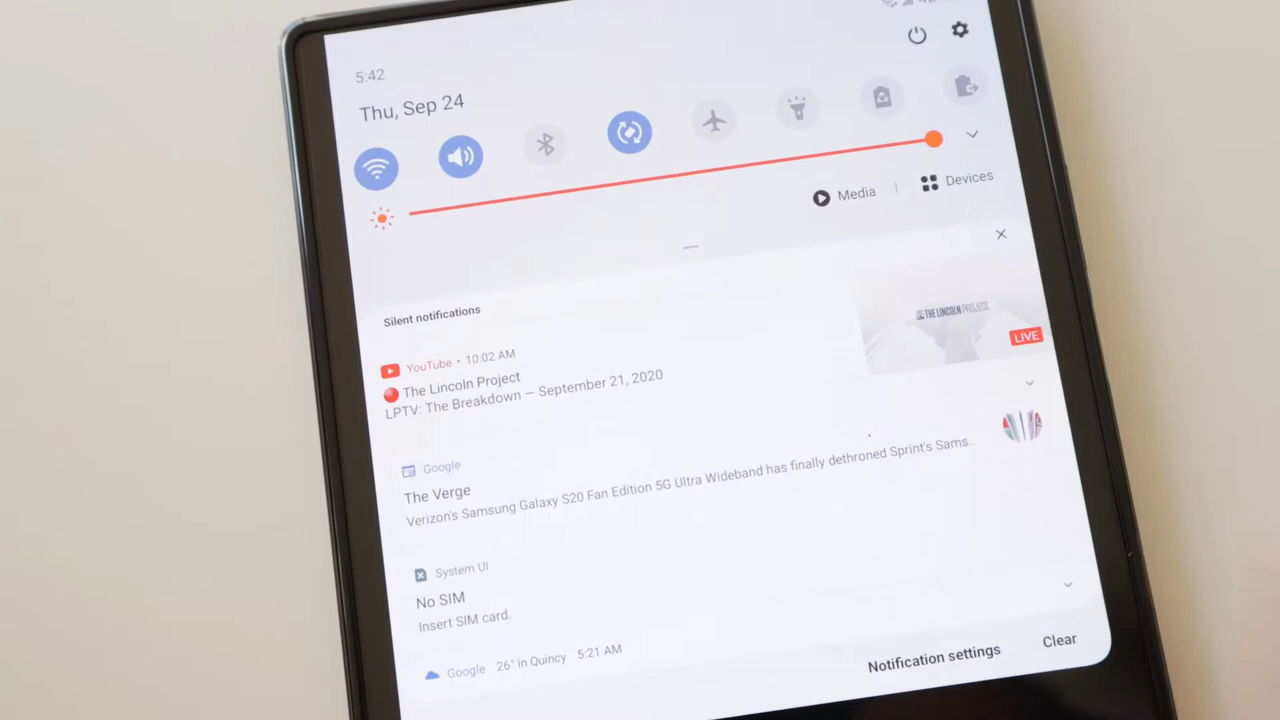 5:42
Thu, Sep 24
Media | Devices
Silent notifications
YouTube • 10:02 AM
The Lincoln Project
LPTV: The Breakdown — September 21, 2020
THE LINCOLN PROJECT
LIVE
Google
The Verge
Verizon's Samsung Galaxy S20 Fan Edition 5G Ultra Wideband has finally dethroned Sprint's Sams..
System UI
No SIM
Insert SIM card.
Google 26° in Quincy 5:21 AM
Notification settings
Clear